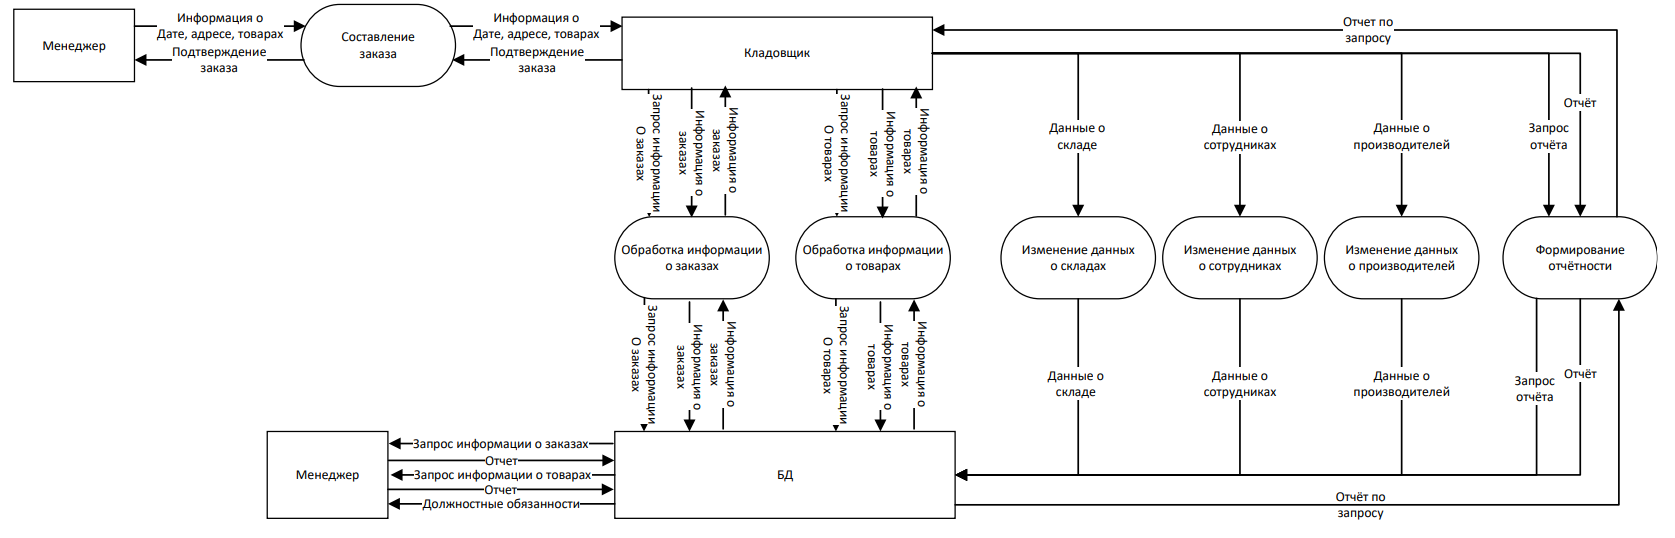 Менеджер
Информация о
Дате, адресе, товарах
Подтверждение
заказа
Составление
заказа
Информация о
Дате, адресе, товарах
Подтверждение
заказа
Кладовщик
Отчет по
запросу
Запрос информации
О заказах
Информация о
заказах
Информация о
заказах
Запрос информации
О товарах
Информация о
товарах
Информация о
товарах
Данные о
складе
Данные о
сотрудниках
Данные о
производителей
Запрос
отчёта
Отчёт
Обработка информации
о заказах
Обработка информации
о товарах
Изменение данных
о складах
Изменение данных
о сотрудниках
Изменение данных
о производителей
Формирование
отчётности
Запрос информации
О заказах
Информация о
заказах
Информация о
заказах
Запрос информации
О товарах
Информация о
товарах
Информация о
товарах
Данные о
складе
Данные о
сотрудниках
Данные о
производителей
Запрос
отчёта
Отчёт
Менеджер
Запрос информации о заказах
Отчет
Запрос информации о товарах
Отчет
Должностные обязанности
БД
Отчёт по
запросу